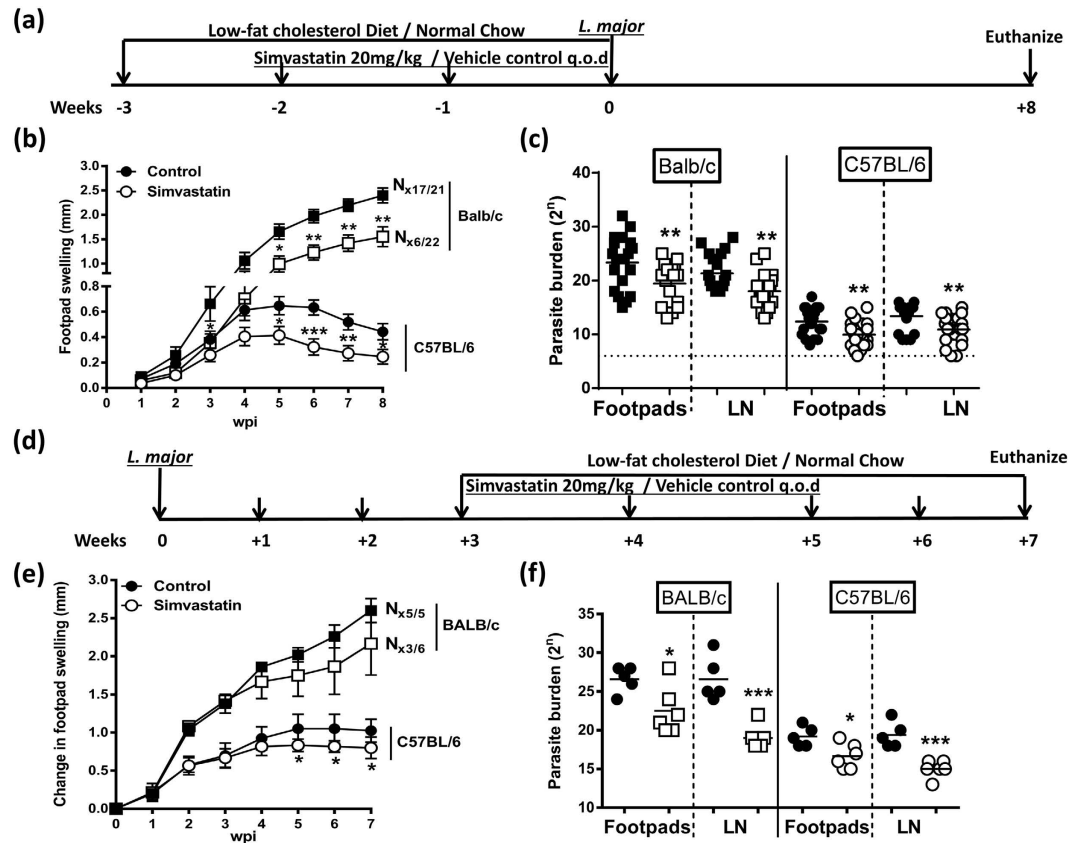 (a)
Low-fat cholesterol Diet / Normal Chow
L. major
Euthanize
Simvastatin 20mg/kg / Vehicle control q.o.d
Weeks -3 -2 -1 0 +8
(b)
Control
Simvastatin
Footpad swelling (mm)
3.0
2.5
2.0
1.5
1.0
0.8
0.6
0.4
0.2
0.0
Nx17/21
Nx6/22
Balb/c
C57BL/6
* ** ** **
* * *** ** *
1 2 3 4 5 6 7 8
wpi
(c)
Balb/c
C57BL/6
Parasite burden (2n)
40
30
20
10
0
** ** ** **
Footpads LN Footpads LN
(d)
L. major
Low-fat cholesterol Diet / Normal Chow
Euthanize
Simvastatin 20mg/kg / Vehicle control q.o.d
Weeks 0 +1 +2 +3 +4 +5 +6 +7
(e)
Control
Simvastatin
Change in footpad swelling (mm)
3.0
2.5
2.0
1.5
1.0
0.5
0.0
Nx5/5
Nx3/6
BALB/c
C57BL/6
* * *
0 1 2 3 4 5 6 7
wpi
(f)
BALB/c
C57BL/6
Parasite burden (2n)
35
30
25
20
15
10
* *** * ***
Footpads LN Footpads LN